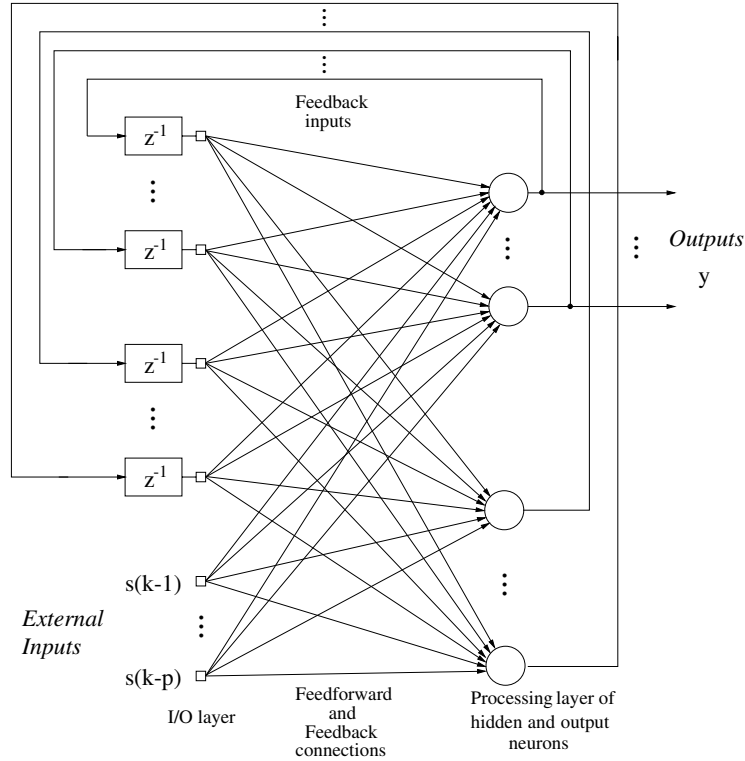 Feedback
inputs
z⁻¹
z⁻¹
z⁻¹
z⁻¹
Outputs
y
s(k-1)
External
Inputs
s(k-p)
I/O layer
Feedforward
and
Feedback
connections
Processing layer of
hidden and output
neurons